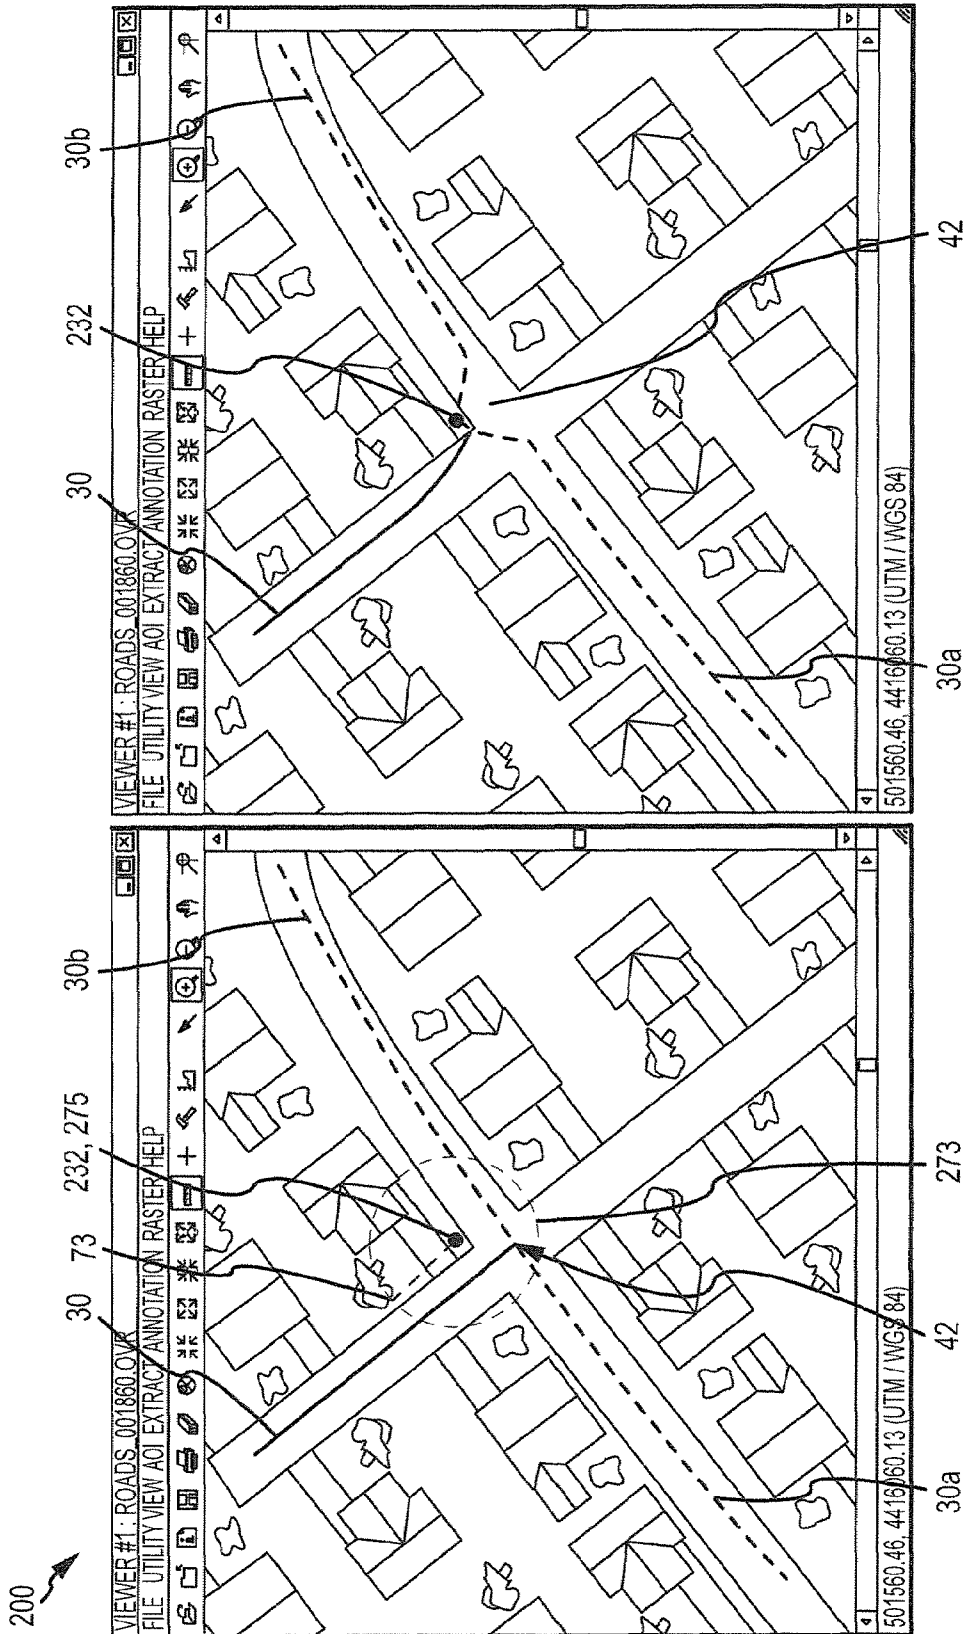 200
30
73
232, 275
30b
VIEWER #1 : ROADS_001860.OVR
FILE UTILITY VIEW AOI EXTRACT ANNOTATION RASTER HELP
501560.46, 4416060.13 (UTM / WGS 84)
30a
42
273
30
232
30b
VIEWER #1 : ROADS_001860.OVR
FILE UTILITY VIEW AOI EXTRACT ANNOTATION RASTER HELP
501560.46, 4416060.13 (UTM / WGS 84)
30a
42